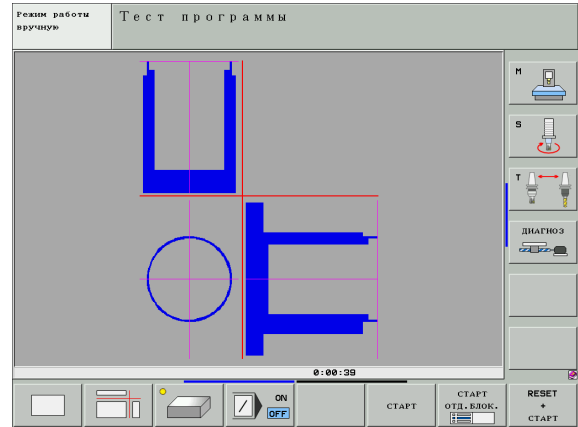 Режим работы
вручную
Тест программы
M
S
T
ДИАГНОЗ
0:00:39
ON
OFF
СТАРТ
СТАРТ
ОТД.БЛОК.
RESET
+
СТАРТ